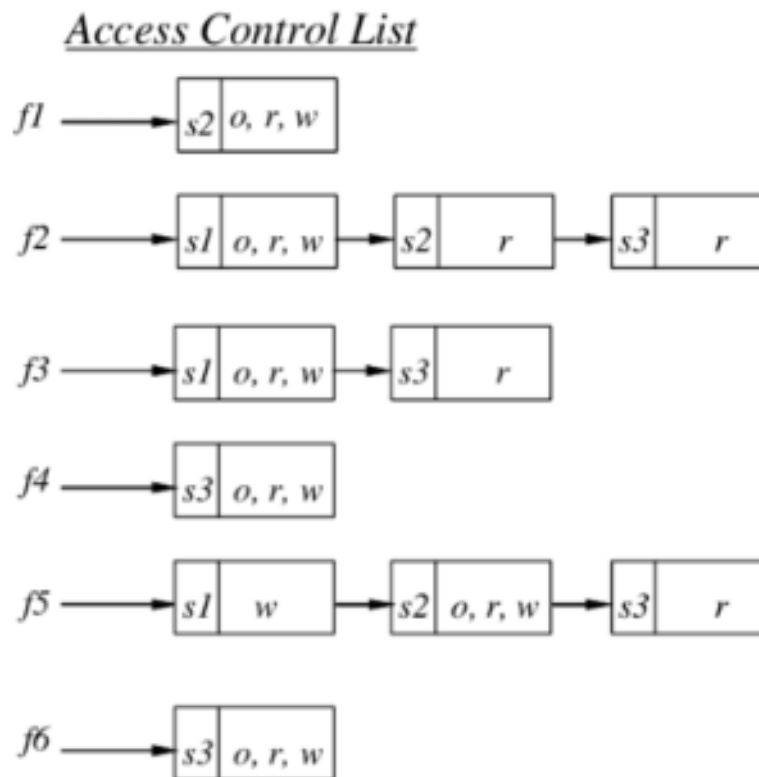 Access Control List
f1 s2 o, r, w
f2 s1 o, r, w s2 r s3 r
f3 s1 o, r, w s3 r
f4 s3 o, r, w
f5 s1 w s2 o, r, w s3 r
f6 s3 o, r, w